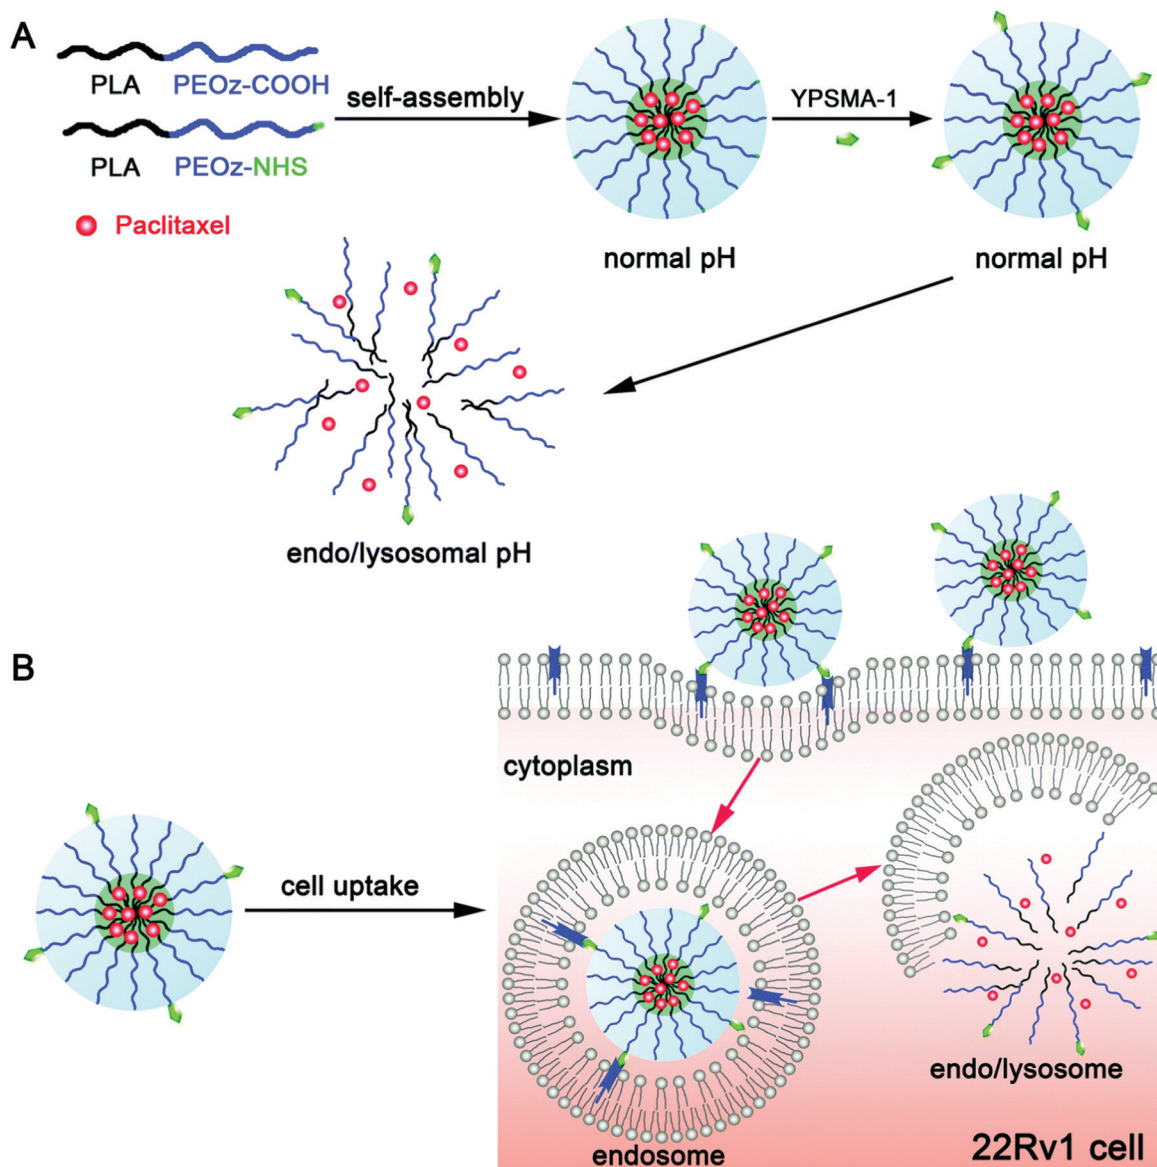 A
PLA PEOz-COOH
PLA PEOz-NHS
Paclitaxel
self-assembly
YPSMA-1
normal pH
normal pH
endo/lysosomal pH
B
cell uptake
cytoplasm
endosome
endo/lysosome
22Rv1 cell